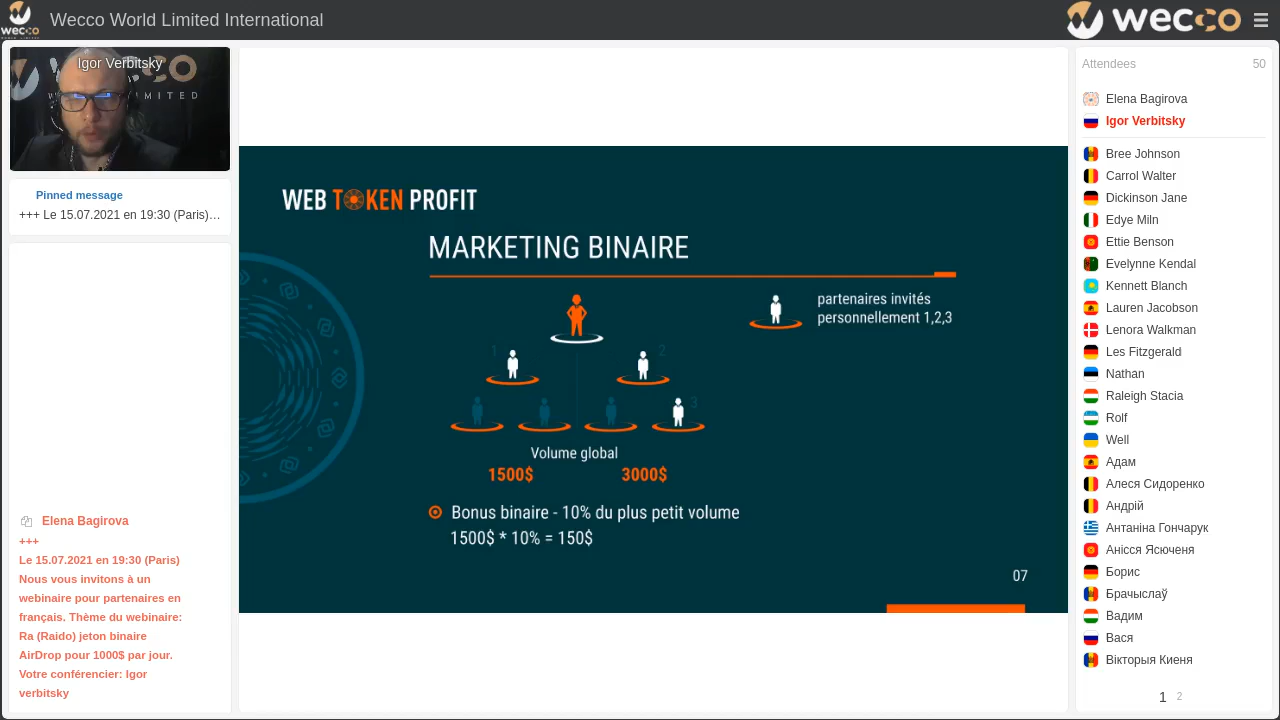 wecco
Wecco World Limited International
wecco
Igor Verbitsky
Pinned message
+++ Le 15.07.2021 en 19:30 (Paris)…
Elena Bagirova
+++
Le 15.07.2021 en 19:30 (Paris)
Nous vous invitons à un
webinaire pour partenaires en
français. Thème du webinaire:
Ra (Raido) jeton binaire
AirDrop pour 1000$ par jour.
Votre conférencier: Igor
verbitsky
WEB TOKEN PROFIT
MARKETING BINAIRE
partenaires invités
personnellement 1,2,3
1
2
3
Volume global
1500$ 3000$
Bonus binaire - 10% du plus petit volume
1500$ * 10% = 150$
07
Attendees 50
Elena Bagirova
Igor Verbitsky
Bree Johnson
Carrol Walter
Dickinson Jane
Edye Miln
Ettie Benson
Evelynne Kendal
Kennett Blanch
Lauren Jacobson
Lenora Walkman
Les Fitzgerald
Nathan
Raleigh Stacia
Rolf
Well
Адам
Алеся Сидоренко
Андрій
Антаніна Гончарук
Анісся Ясюченя
Борис
Брачыслаў
Вадим
Вася
Вікторыя Киеня
1 2